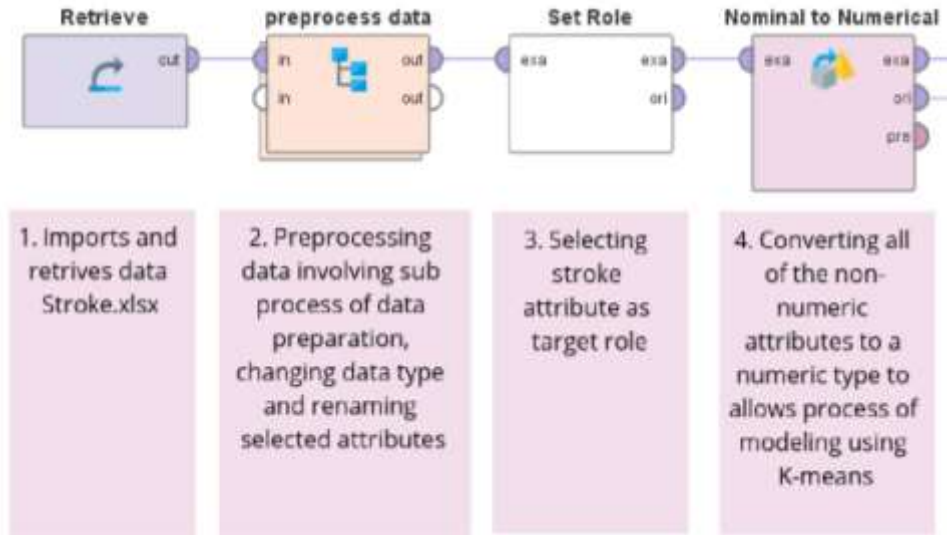 Retrieve
preprocess data
Set Role
Nominal to Numerical
out
in
out
in
out
exa
exa
ori
exa
exa
ori
pre
1. Imports and
retrives data
Stroke.xlsx
2. Preprocessing
data involving sub
process of data
preparation,
changing data type
and renaming
selected attributes
3. Selecting
stroke
attribute as
target role
4. Converting all
of the non-
numeric
attributes to a
numeric type to
allows process of
modeling using
K-means